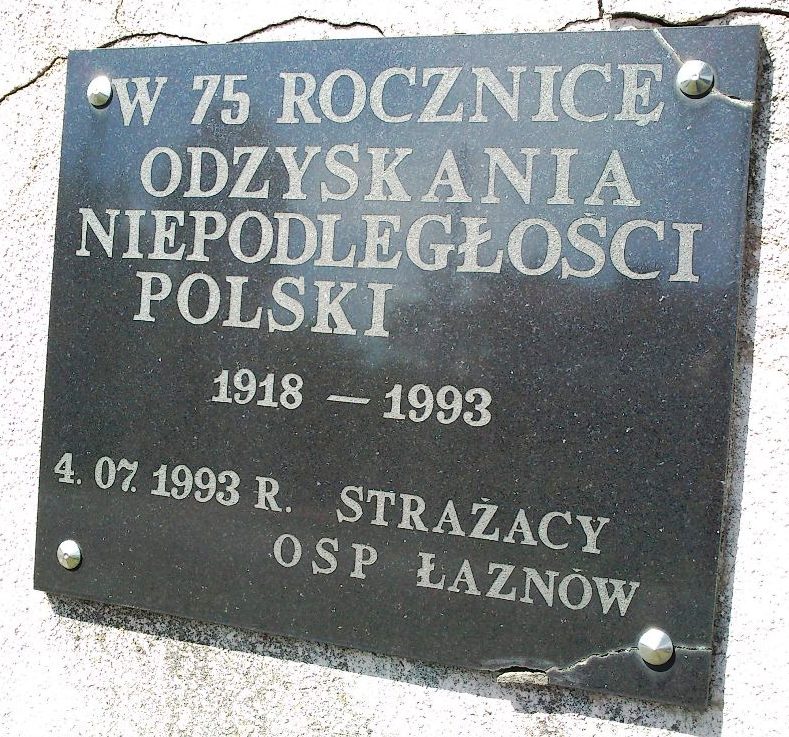 W 75 ROCZNICĘ
ODZYSKANIA
NIEPODLEGŁOŚCI
POLSKI
1918 — 1993
4. 07. 1993 R. STRAŻACY
OSP ŁAZNÓW